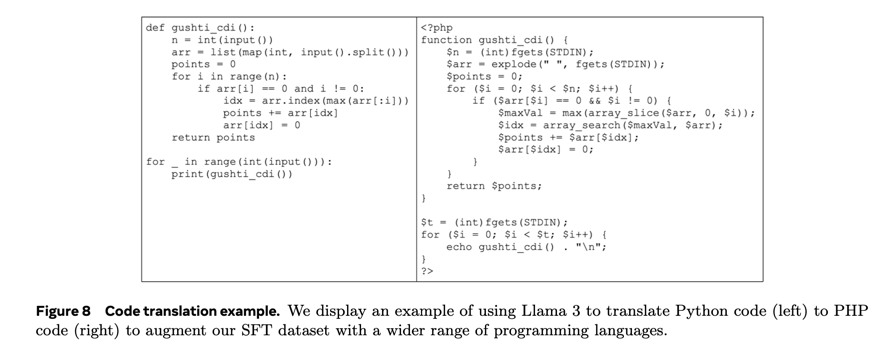 def gushti_cdi():
    n = int(input())
    arr = list(map(int, input().split()))
    points = 0
    for i in range(n):
        if arr[i] == 0 and i != 0:
            idx = arr.index(max(arr[:i]))
            points += arr[idx]
            arr[idx] = 0
    return points

for _ in range(int(input())):
    print(gushti_cdi())
<?php
function gushti_cdi() {
    $n = (int)fgets(STDIN);
    $arr = explode(" ", fgets(STDIN));
    $points = 0;
    for ($i = 0; $i < $n; $i++) {
        if ($arr[$i] == 0 && $i != 0) {
            $maxVal = max(array_slice($arr, 0, $i));
            $idx = array_search($maxVal, $arr);
            $points += $arr[$idx];
            $arr[$idx] = 0;
        }
    }
    return $points;
}

$t = (int)fgets(STDIN);
for ($i = 0; $i < $t; $i++) {
    echo gushti_cdi() . "\n";
}
?>
Figure 8 Code translation example. We display an example of using Llama 3 to translate Python code (left) to PHP
code (right) to augment our SFT dataset with a wider range of programming languages.